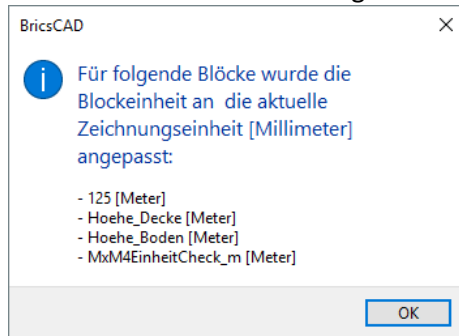 BricsCAD
Für folgende Blöcke wurde die
Blockeinheit an die aktuelle
Zeichnungseinheit [Millimeter]
angepasst:
- 125 [Meter]
- Hoehe_Decke [Meter]
- Hoehe_Boden [Meter]
- MxM4EinheitCheck_m [Meter]
OK